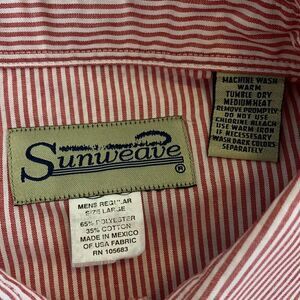 MACHINE WASH
WARM
TUMBLE DRY
MEDIUMHEAT
REMOVE PROMPTLY
DO NOT USE
CHLORINE BLEACH
USE WARM IRON
IF NECESSARY
WASH DARK COLORS
SEPARATELY
Sunweave®
MENS REGULAR
SIZE LARGE
65% POLYESTER
35% COTTON
MADE IN MEXICO
OF USA FABRIC
RN 105683